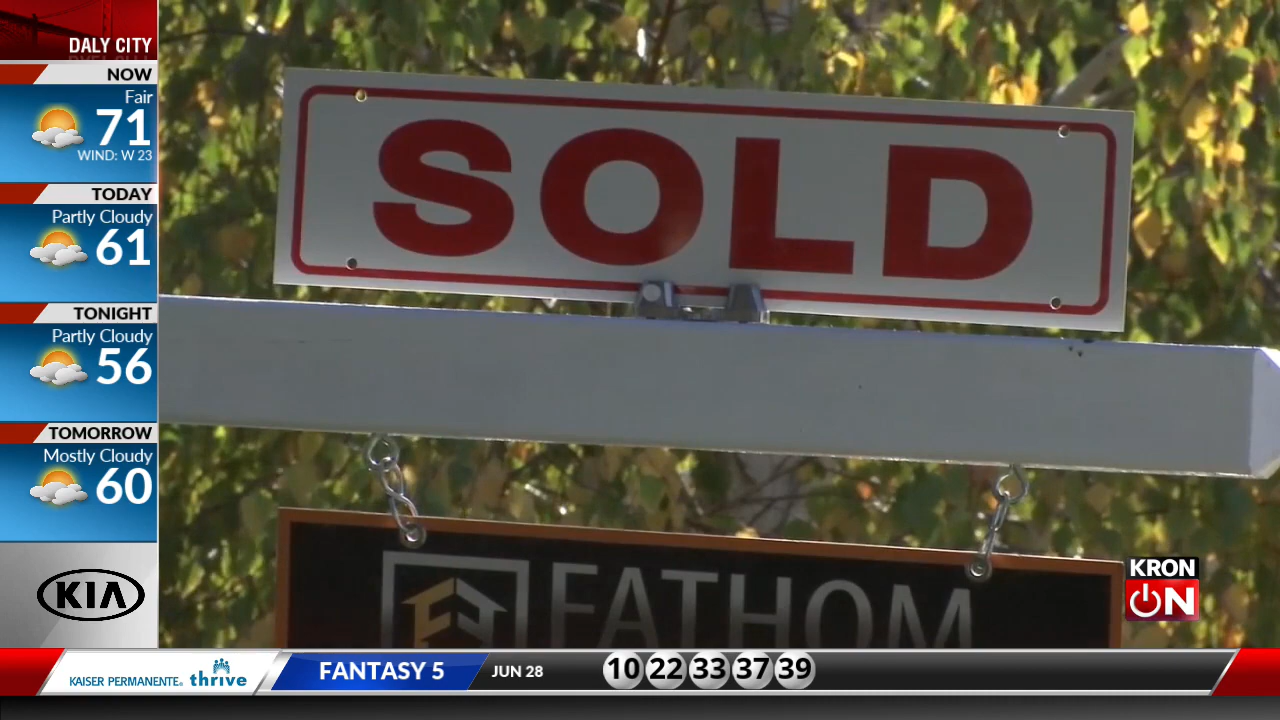 DALY CITY
NOW
Fair
71
WIND: W 23
TODAY
Partly Cloudy
61
TONIGHT
Partly Cloudy
56
TOMORROW
Mostly Cloudy
60
KIA
SOLD
FATHOM
KRON
ON
KAISER PERMANENTE® thrive
FANTASY 5
JUN 28
10 22 33 37 39